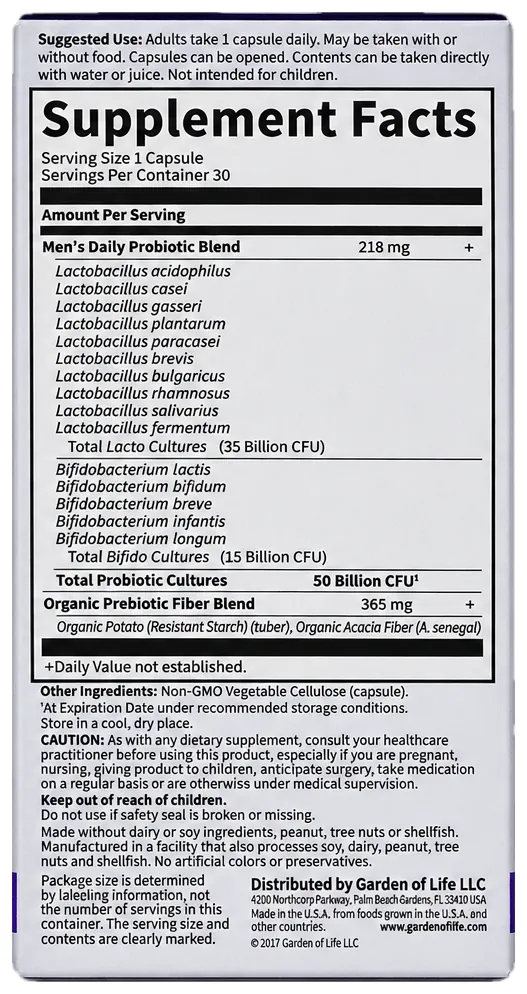 Suggested Use: Adults take 1 capsule daily. May be taken with or
without food. Capsules can be opened. Contents can be taken directly
with water or juice. Not intended for children.
Supplement Facts
Serving Size 1 Capsule
Servings Per Container 30
Amount Per Serving
Men's Daily Probiotic Blend 218 mg +
Lactobacillus acidophilus
Lactobacillus casei
Lactobacillus gasseri
Lactobacillus plantarum
Lactobacillus paracasei
Lactobacillus brevis
Lactobacillus bulgaricus
Lactobacillus rhamnosus
Lactobacillus salivarius
Lactobacillus fermentum
Total Lacto Cultures (35 Billion CFU)
Bifidobacterium lactis
Bifidobacterium bifidum
Bifidobacterium breve
Bifidobacterium infantis
Bifidobacterium longum
Total Bifido Cultures (15 Billion CFU)
Total Probiotic Cultures 50 Billion CFU¹
Organic Prebiotic Fiber Blend 365 mg +
Organic Potato (Resistant Starch) (tuber), Organic Acacia Fiber (A. senegal)
+Daily Value not established.
Other Ingredients: Non-GMO Vegetable Cellulose (capsule).
¹At Expiration Date under recommended storage conditions.
Store in a cool, dry place.
CAUTION: As with any dietary supplement, consult your healthcare
practitioner before using this product, especially if you are pregnant,
nursing, giving product to children, anticipate surgery, take medication
on a regular basis or are otherwiss under medical supervision.
Keep out of reach of children.
Do not use if safety seal is broken or missing.
Made without dairy or soy ingredients, peanut, tree nuts or shellfish.
Manufactured in a facility that also processes soy, dairy, peanut, tree
nuts and shellfish. No artificial colors or preservatives.
Package size is determined
by laleeling information, not
the number of servings in this
container. The serving size and
contents are clearly marked.
Distributed by Garden of Life LLC
4200 Northcorp Parkway, Palm Beach Gardens, FL 33410 USA
Made in the U.S.A. from foods grown in the U.S.A. and
other countries. www.gardenoflife.com
© 2017 Garden of Life LLC